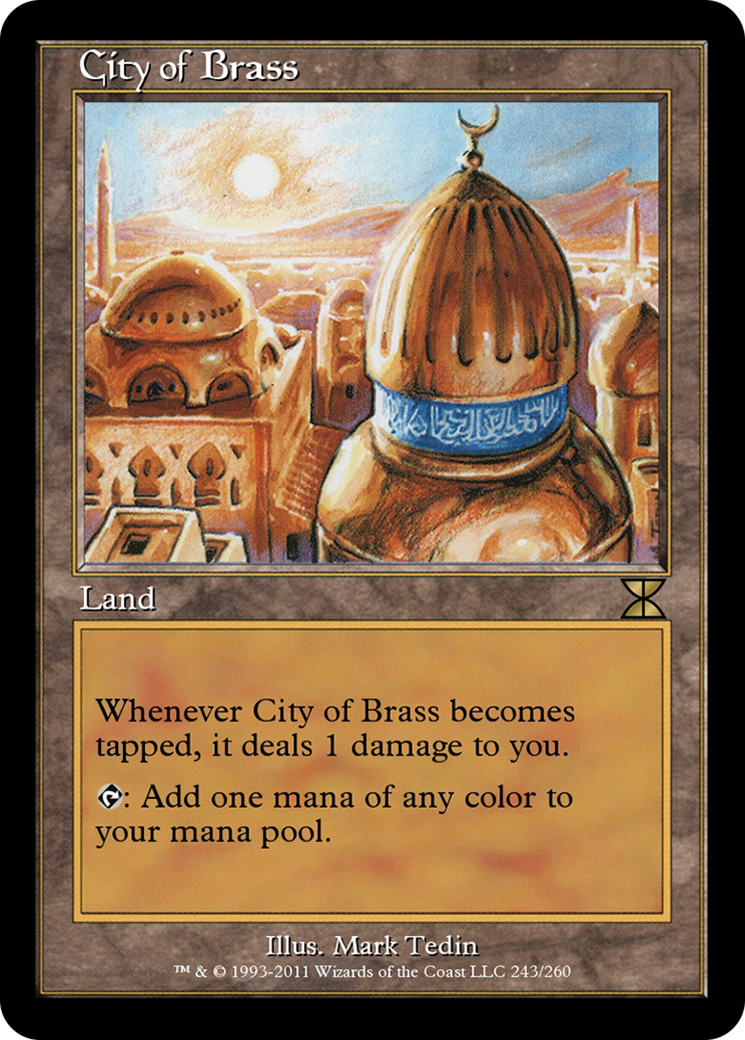 City of Brass
Land
Whenever City of Brass becomes
tapped, it deals 1 damage to you.
: Add one mana of any color to
your mana pool.
Illus. Mark Tedin
™ & © 1993-2011 Wizards of the Coast LLC 243/260